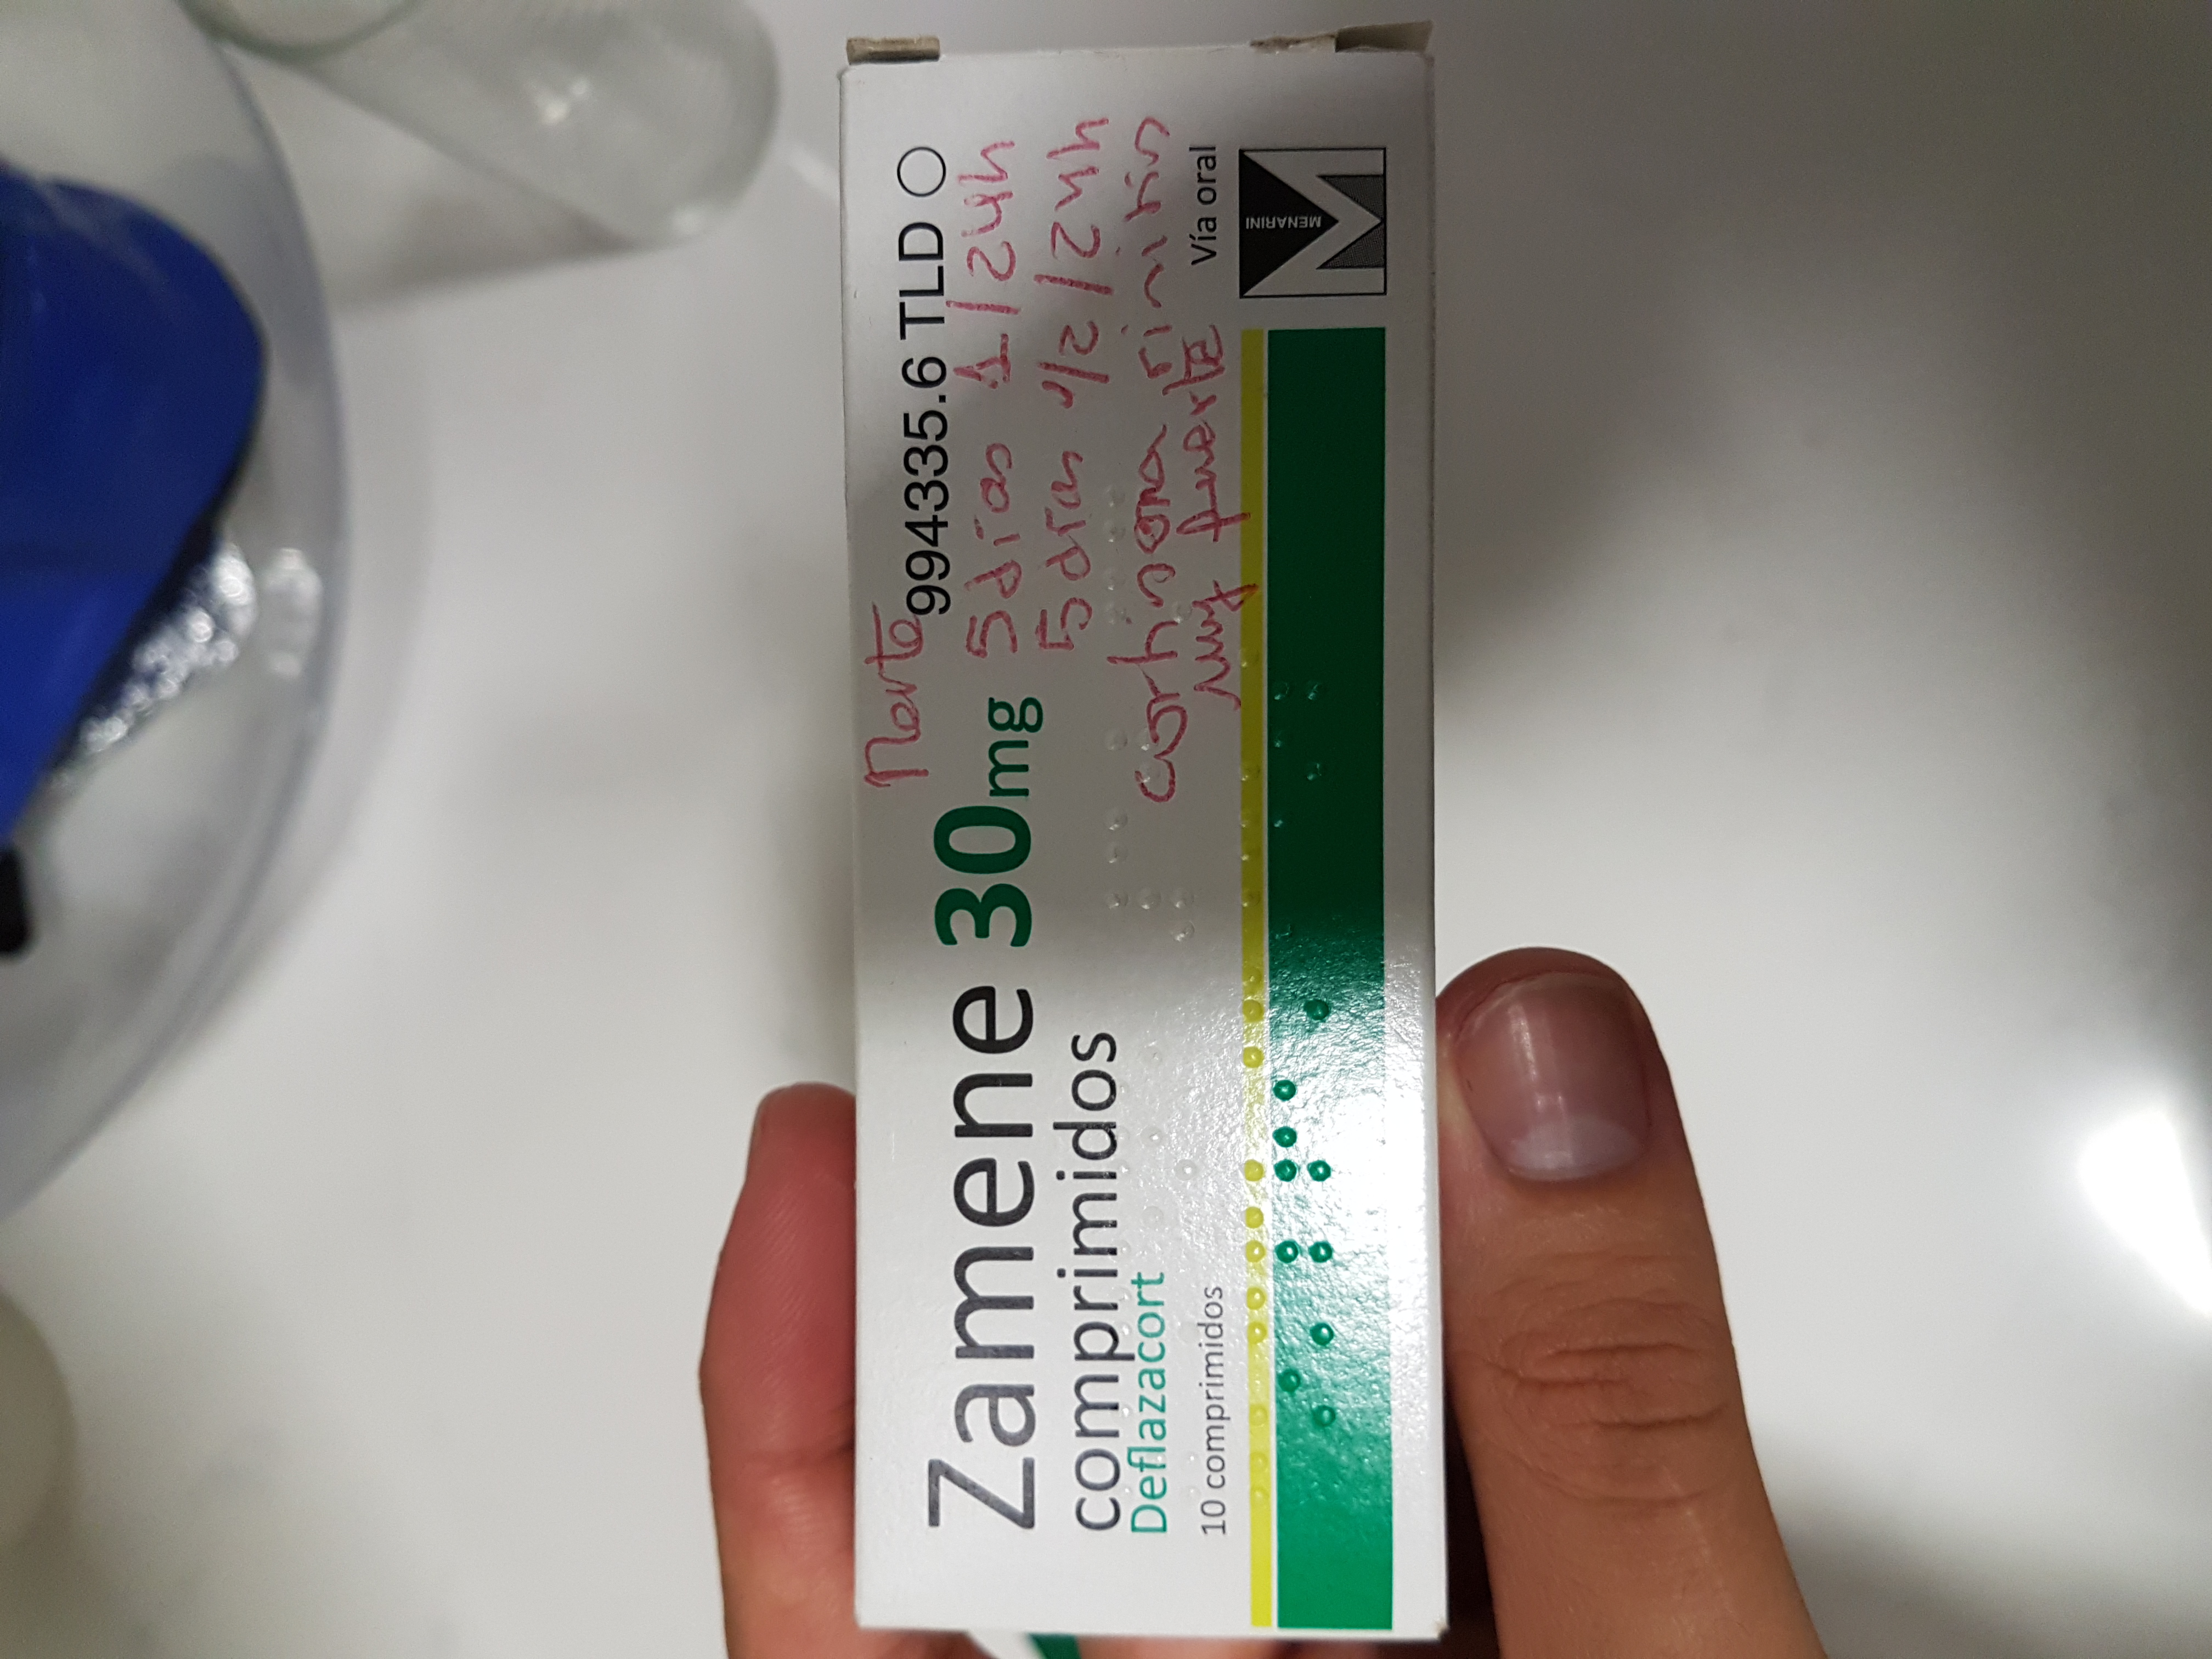 Zamene 30mg
comprimidos
Deflazacort
10 comprimidos
994335.6 TLD
5 días 1/24h
5 días 1/2/24h
cortisona rinitis
muy fuerte
Vía oral
MENARINI